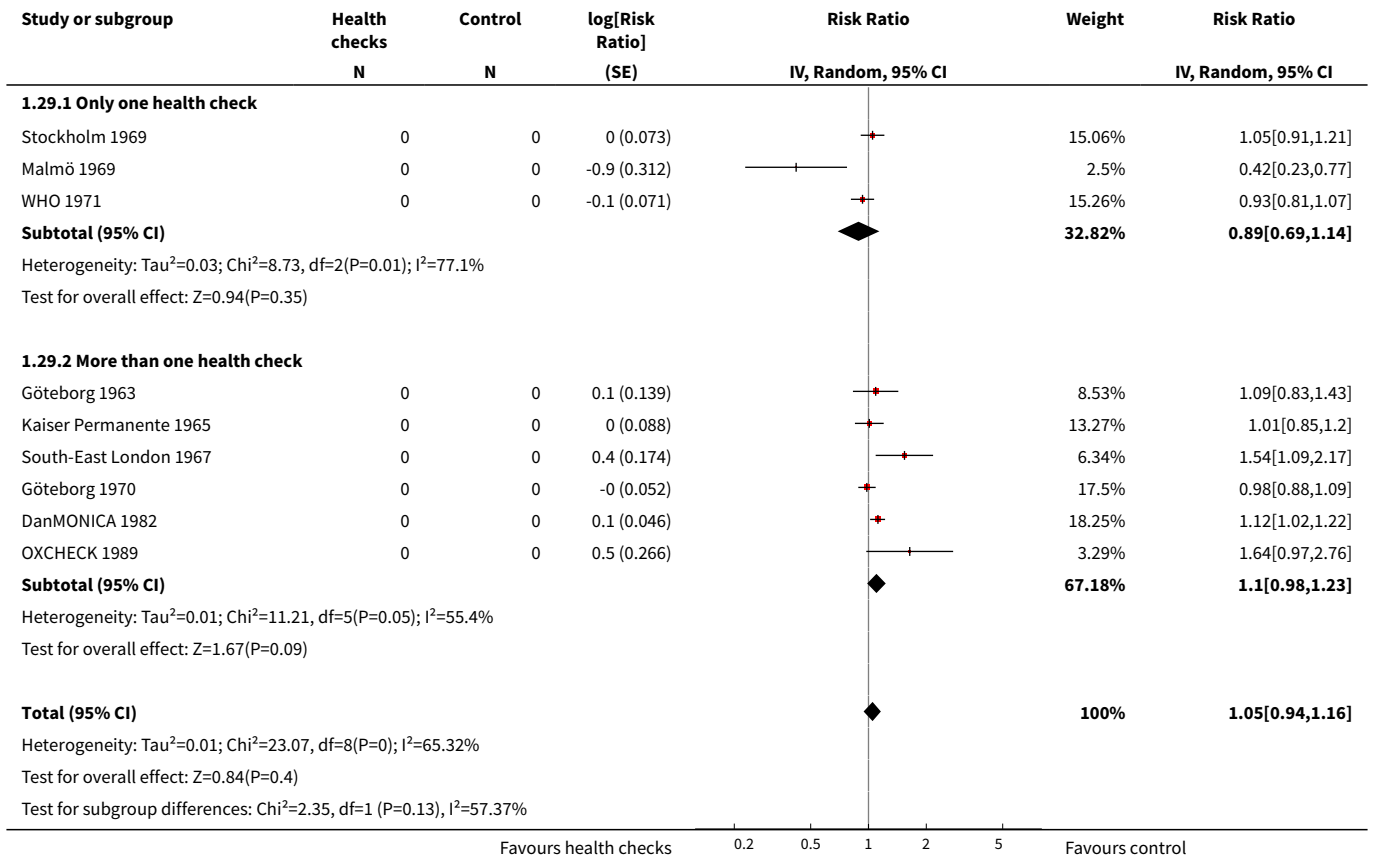 Study or subgroup Health checks Control log[Risk Ratio] Risk Ratio Weight Risk Ratio
N N (SE) IV, Random, 95% CI IV, Random, 95% CI
1.29.1 Only one health check
Stockholm 1969 0 0 0 (0.073) 15.06% 1.05[0.91,1.21]
Malmö 1969 0 0 -0.9 (0.312) 2.5% 0.42[0.23,0.77]
WHO 1971 0 0 -0.1 (0.071) 15.26% 0.93[0.81,1.07]
Subtotal (95% CI) 32.82% 0.89[0.69,1.14]
Heterogeneity: Tau²=0.03; Chi²=8.73, df=2(P=0.01); I²=77.1%
Test for overall effect: Z=0.94(P=0.35)
1.29.2 More than one health check
Göteborg 1963 0 0 0.1 (0.139) 8.53% 1.09[0.83,1.43]
Kaiser Permanente 1965 0 0 0 (0.088) 13.27% 1.01[0.85,1.2]
South-East London 1967 0 0 0.4 (0.174) 6.34% 1.54[1.09,2.17]
Göteborg 1970 0 0 -0 (0.052) 17.5% 0.98[0.88,1.09]
DanMONICA 1982 0 0 0.1 (0.046) 18.25% 1.12[1.02,1.22]
OXCHECK 1989 0 0 0.5 (0.266) 3.29% 1.64[0.97,2.76]
Subtotal (95% CI) 67.18% 1.1[0.98,1.23]
Heterogeneity: Tau²=0.01; Chi²=11.21, df=5(P=0.05); I²=55.4%
Test for overall effect: Z=1.67(P=0.09)
Total (95% CI) 100% 1.05[0.94,1.16]
Heterogeneity: Tau²=0.01; Chi²=23.07, df=8(P=0); I²=65.32%
Test for overall effect: Z=0.84(P=0.4)
Test for subgroup differences: Chi²=2.35, df=1 (P=0.13), I²=57.37%
Favours health checks 0.2 0.5 1 2 5 Favours control